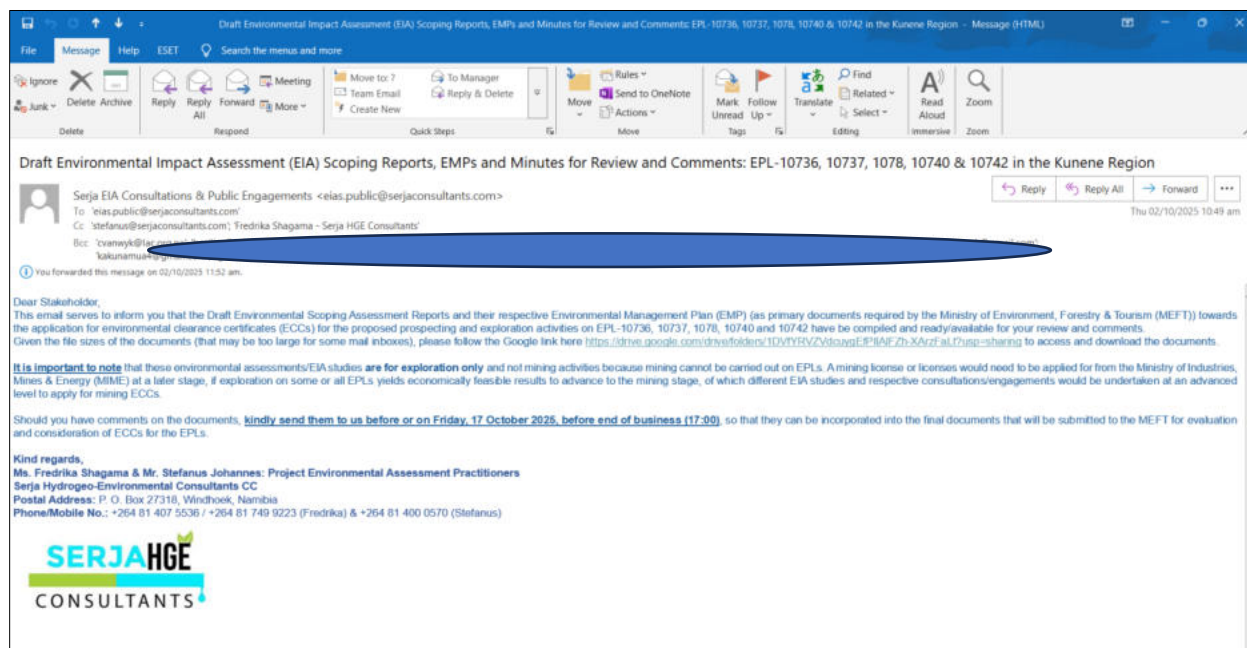 Draft Environmental Impact Assessment (EIA) Scoping Reports, EMPs and Minutes for Review and Comments: EPL-10736, 10737, 1078, 10740 & 10742 in the Kunene Region - Message (HTML)
File Message Help ESET Search the menus and more
Ignore
Junk
Delete Archive
Reply Reply All Forward
Meeting
More
Move to: ?
Team Email
Create New
To Manager
Reply & Delete
Move
Rules
Send to OneNote
Actions
Mark Unread
Follow Up
Translate
Find
Related
Select
Read Aloud
Zoom
Delete Respond Quick Steps Move Tags Editing Immersive Zoom
Draft Environmental Impact Assessment (EIA) Scoping Reports, EMPs and Minutes for Review and Comments: EPL-10736, 10737, 1078, 10740 & 10742 in the Kunene Region
Serja EIA Consultations & Public Engagements <eias.public@serjaconsultants.com>
Reply Reply All Forward
To 'eias.public@serjaconsultants.com'
Thu 02/10/2025 10:49 am
Cc 'stefanus@serjaconsultants.com'; 'Fredrika Shagama - Serja HGE Consultants'
Bcc
You forwarded this message on 02/10/2025 11:52 am.
Dear Stakeholder,
This email serves to inform you that the Draft Environmental Scoping Assessment Reports and their respective Environmental Management Plan (EMP) (as primary documents required by the Ministry of Environment, Forestry & Tourism (MEFT)) towards
the application for environmental clearance certificates (ECCs) for the proposed prospecting and exploration activities on EPL-10736, 10737, 1078, 10740 and 10742 have be compiled and ready/available for your review and comments.
Given the file sizes of the documents (that may be too large for some mail inboxes), please follow the Google link here to access and download the documents.
It is important to note that these environmental assessments/EIA studies are for exploration only and not mining activities because mining cannot be carried out on EPLs. A mining license or licenses would need to be applied for from the Ministry of Industries,
Mines & Energy (MIME) at a later stage, if exploration on some or all EPLs yields economically feasible results to advance to the mining stage, of which different EIA studies and respective consultations/engagements would be undertaken at an advanced
level to apply for mining ECCs.
Should you have comments on the documents, kindly send them to us before or on Friday, 17 October 2025, before end of business (17:00), so that they can be incorporated into the final documents that will be submitted to the MEFT for evaluation
and consideration of ECCs for the EPLs.
Kind regards,
Ms. Fredrika Shagama & Mr. Stefanus Johannes: Project Environmental Assessment Practitioners
Serja Hydrogeo-Environmental Consultants CC
Postal Address: P. O. Box 27318, Windhoek, Namibia
Phone/Mobile No.: +264 81 407 5536 / +264 81 749 9223 (Fredrika) & +264 81 400 0570 (Stefanus)
SERJAHGE
CONSULTANTS